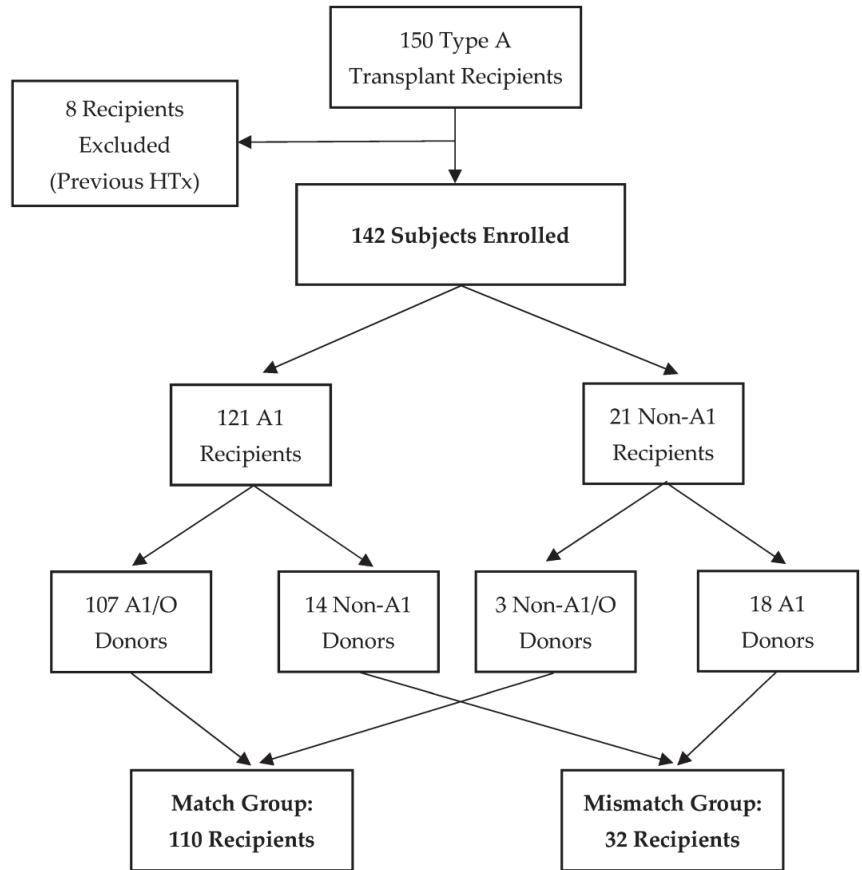 150 Type A
Transplant Recipients
8 Recipients
Excluded
(Previous HTx)
142 Subjects Enrolled
121 A1
Recipients
21 Non-A1
Recipients
107 A1/O
Donors
14 Non-A1
Donors
3 Non-A1/O
Donors
18 A1
Donors
Match Group:
110 Recipients
Mismatch Group:
32 Recipients